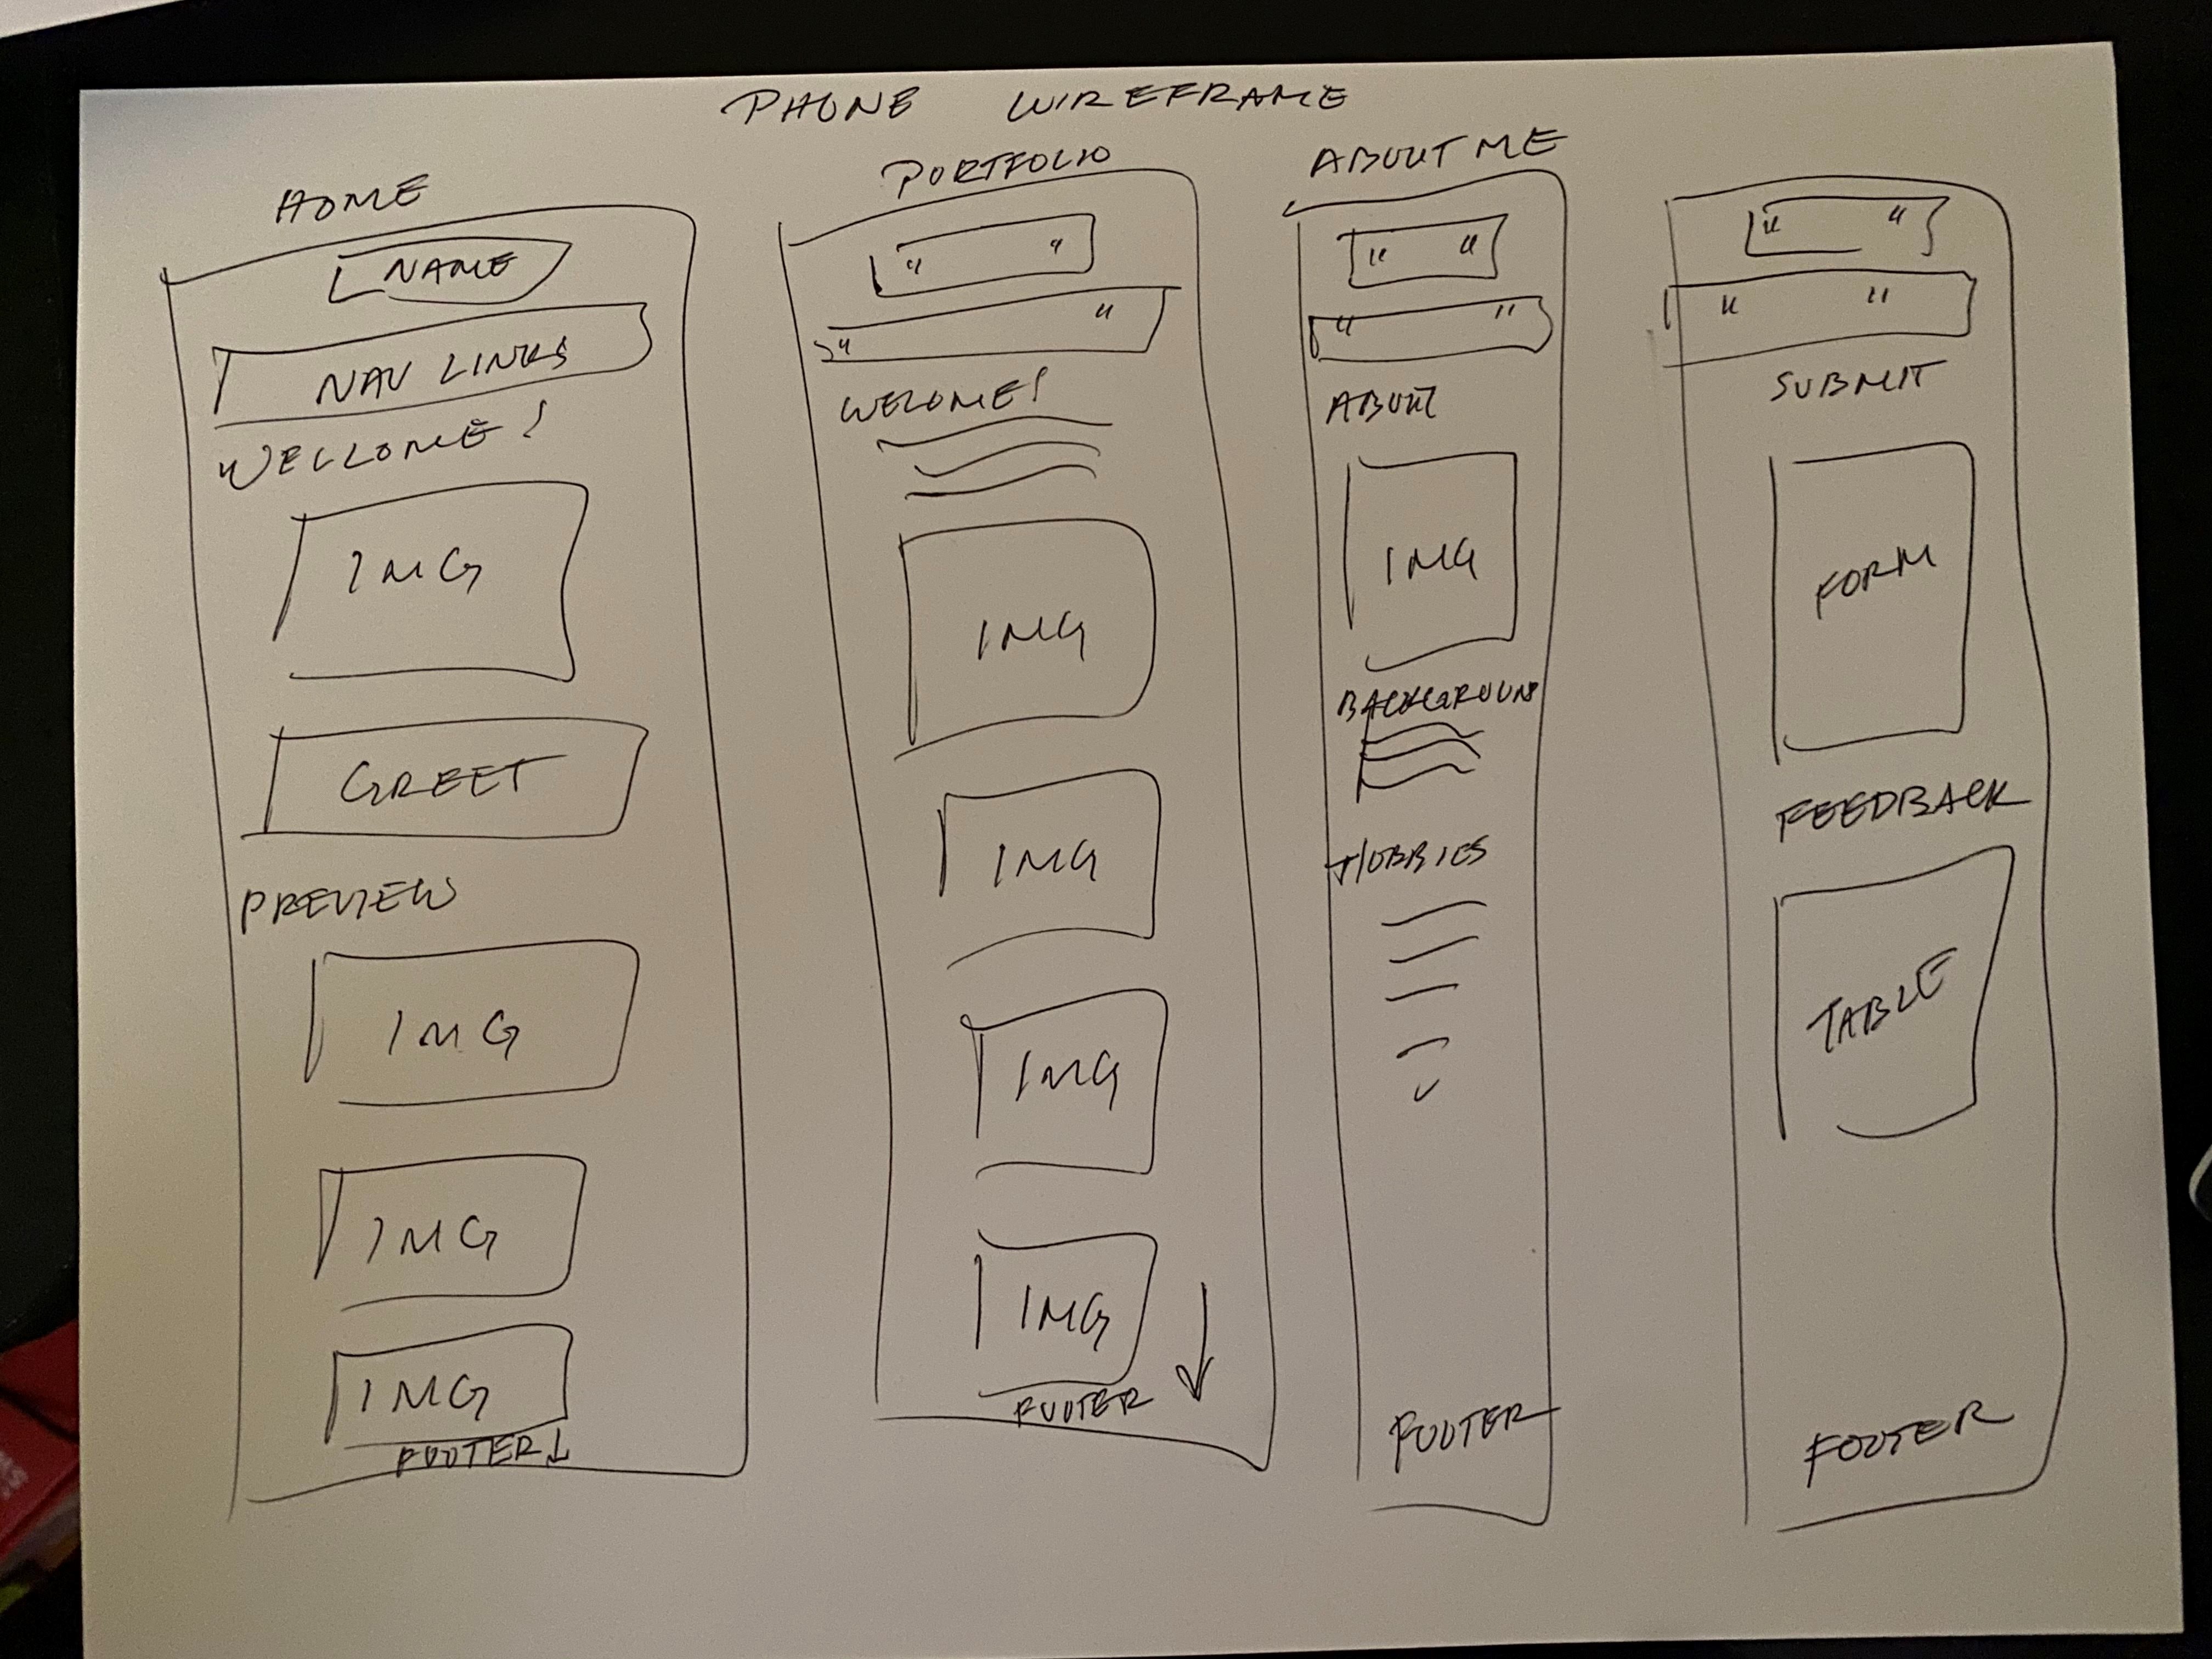 PHONE WIREFRAME
HOME
NAME
NAV LINKS
WELLOME!
IMG
GREET
PREVIEW
IMG
IMG
IMG
FOOTER ↓
PORTFOLIO
" "
" "
WELOME!
IMG
IMG
IMG
IMG
FOOTER
ABOUT ME
" "
" "
ABOUT
IMG
BACKGROUND
HOBBIES
FOOTER
" "
" "
SUBMIT
FORM
FEEDBACK
TABLE
FOOTER